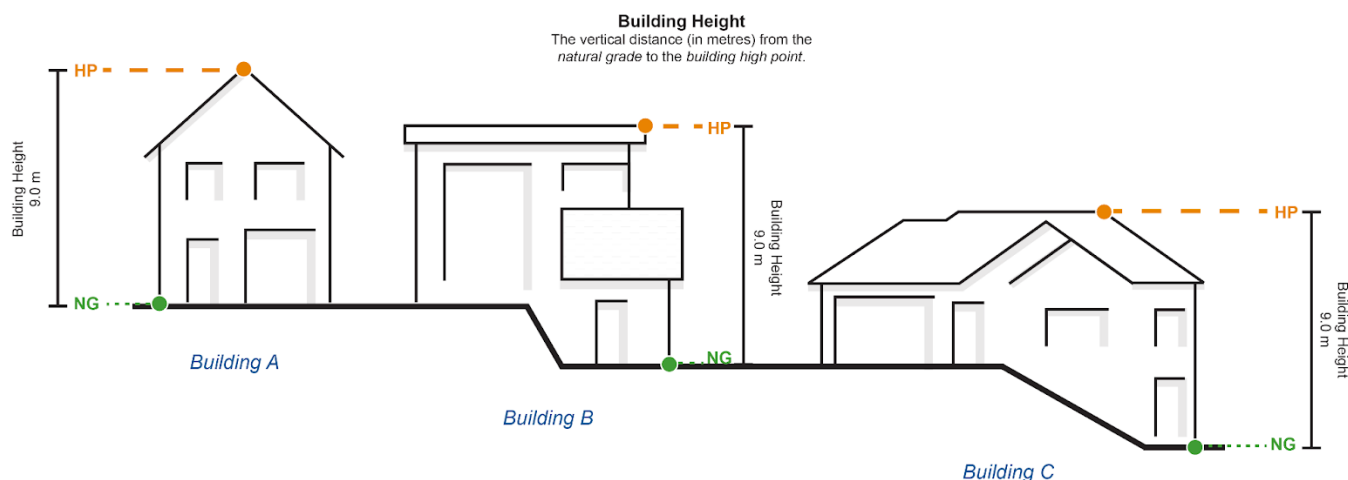 Building Height
The vertical distance (in metres) from the
natural grade to the building high point.
HP
Building Height
9.0 m
NG
Building A
HP
Building Height
9.0 m
NG
Building B
HP
Building Height
9.0 m
NG
Building C